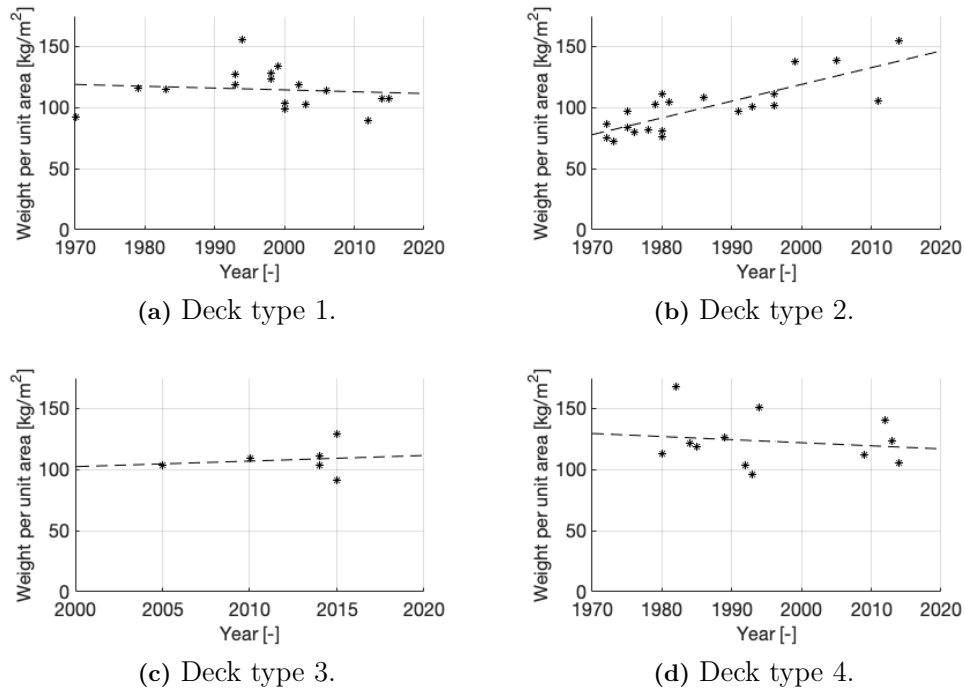 Weight per unit area [kg/m²]
150
100
50
0
1970 1980 1990 2000 2010 2020
Year [-]
(a) Deck type 1.
Weight per unit area [kg/m²]
150
100
50
0
1970 1980 1990 2000 2010 2020
Year [-]
(b) Deck type 2.
Weight per unit area [kg/m²]
150
100
50
0
2000 2005 2010 2015 2020
Year [-]
(c) Deck type 3.
Weight per unit area [kg/m²]
150
100
50
0
1970 1980 1990 2000 2010 2020
Year [-]
(d) Deck type 4.